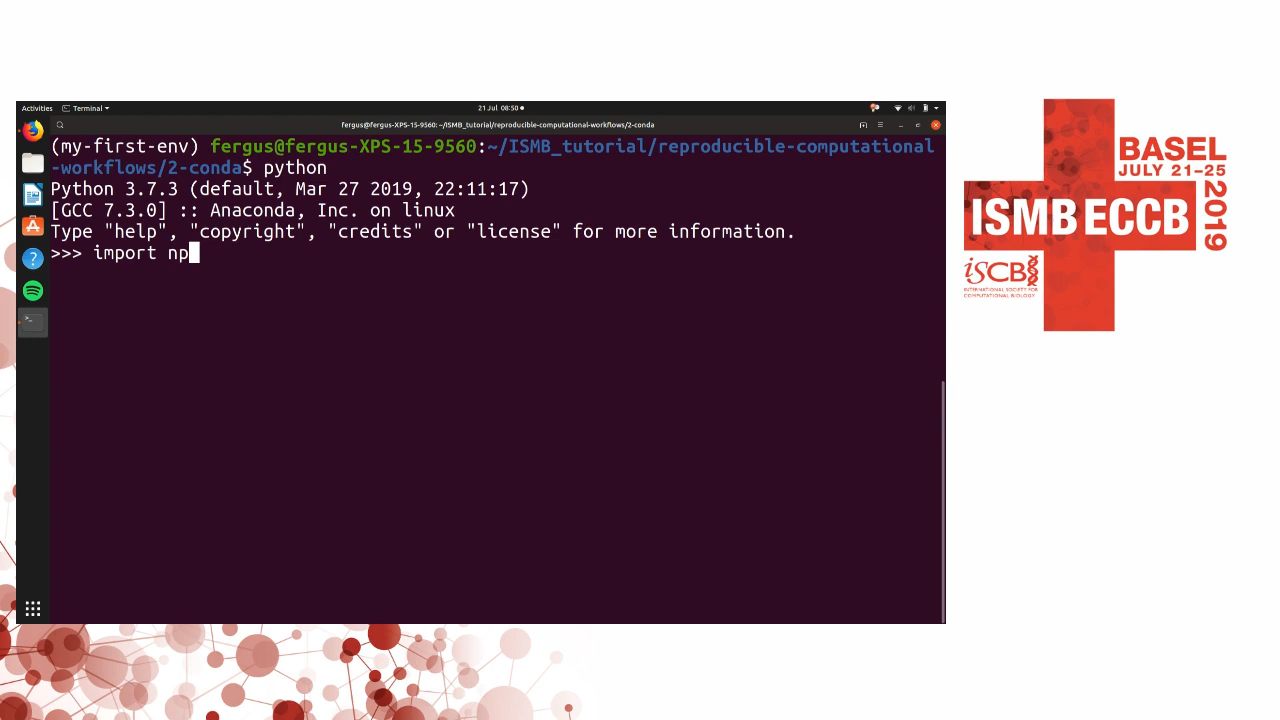 Activities Terminal 21 Jul 08:50
fergus@fergus-XPS-15-9560: ~/ISMB_tutorial/reproducible-computational-workflows/2-conda
(my-first-env) fergus@fergus-XPS-15-9560:~/ISMB_tutorial/reproducible-computational
-workflows/2-conda$ python
Python 3.7.3 (default, Mar 27 2019, 22:11:17)
[GCC 7.3.0] :: Anaconda, Inc. on linux
Type "help", "copyright", "credits" or "license" for more information.
>>> import np
BASEL
JULY 21–25
2019
ISMB ECCB
iSCB
INTERNATIONAL SOCIETY FOR
COMPUTATIONAL BIOLOGY